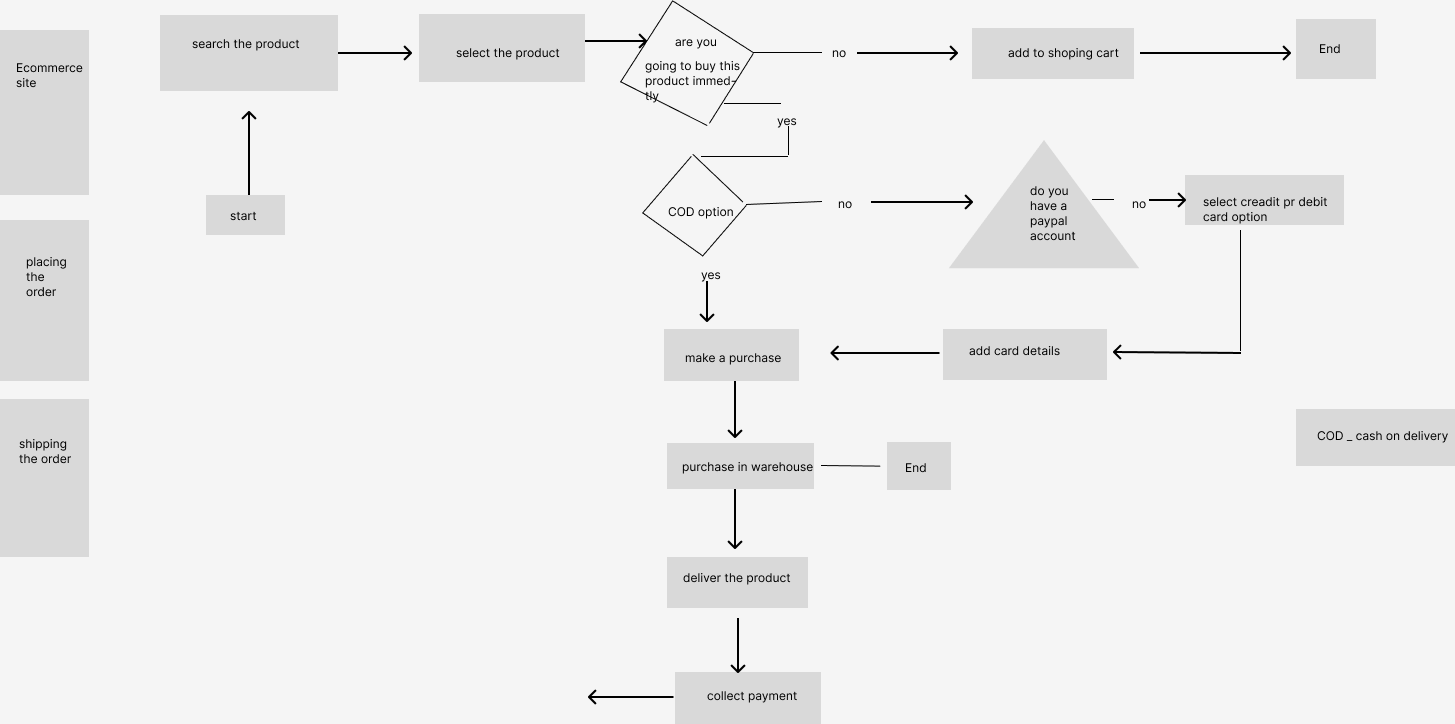 search the product
select the product
are you
going to buy this
product immed-
tly
no
add to shoping cart
End
Ecommerce
site
yes
start
COD option
no
do you
have a
paypal
account
no
select creadit pr debit
card option
placing
the
order
yes
make a purchase
add card details
shipping
the order
COD _ cash on delivery
purchase in warehouse
End
deliver the product
collect payment